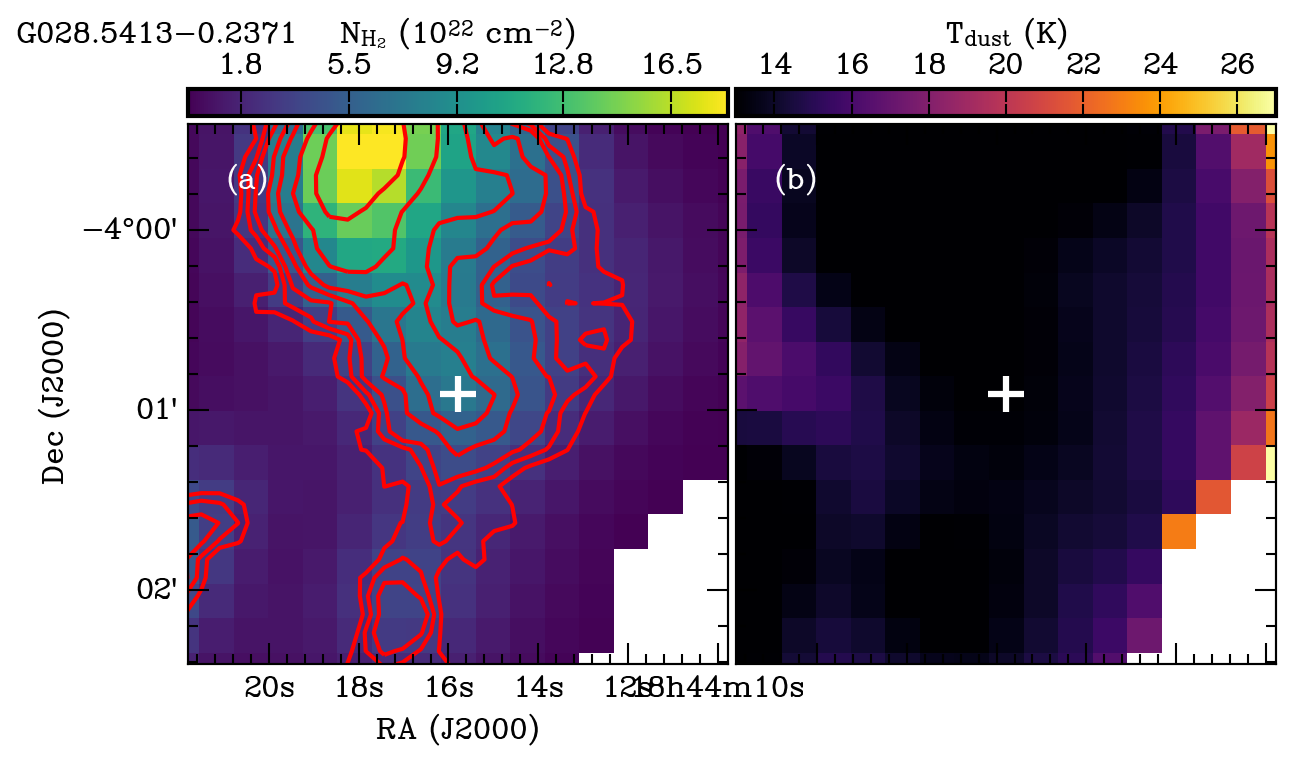 G028.5413−0.2371 N_H₂ (10²² cm⁻²) T_dust (K)
1.8 5.5 9.2 12.8 16.5 14 16 18 20 22 24 26
(a) (b)
−4°00'
01'
02'
Dec (J2000)
20s 18s 16s 14s 12s 18h44m10s
RA (J2000)